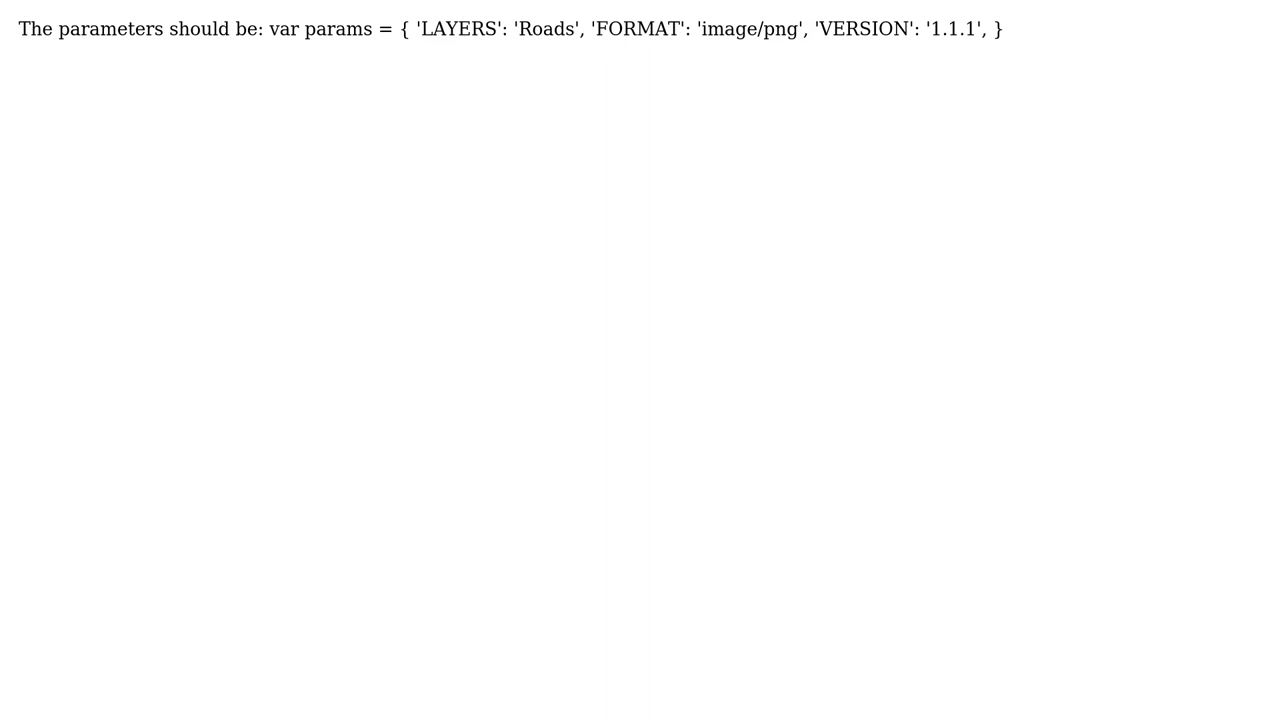 The parameters should be: var params = { 'LAYERS': 'Roads', 'FORMAT': 'image/png', 'VERSION': '1.1.1', }